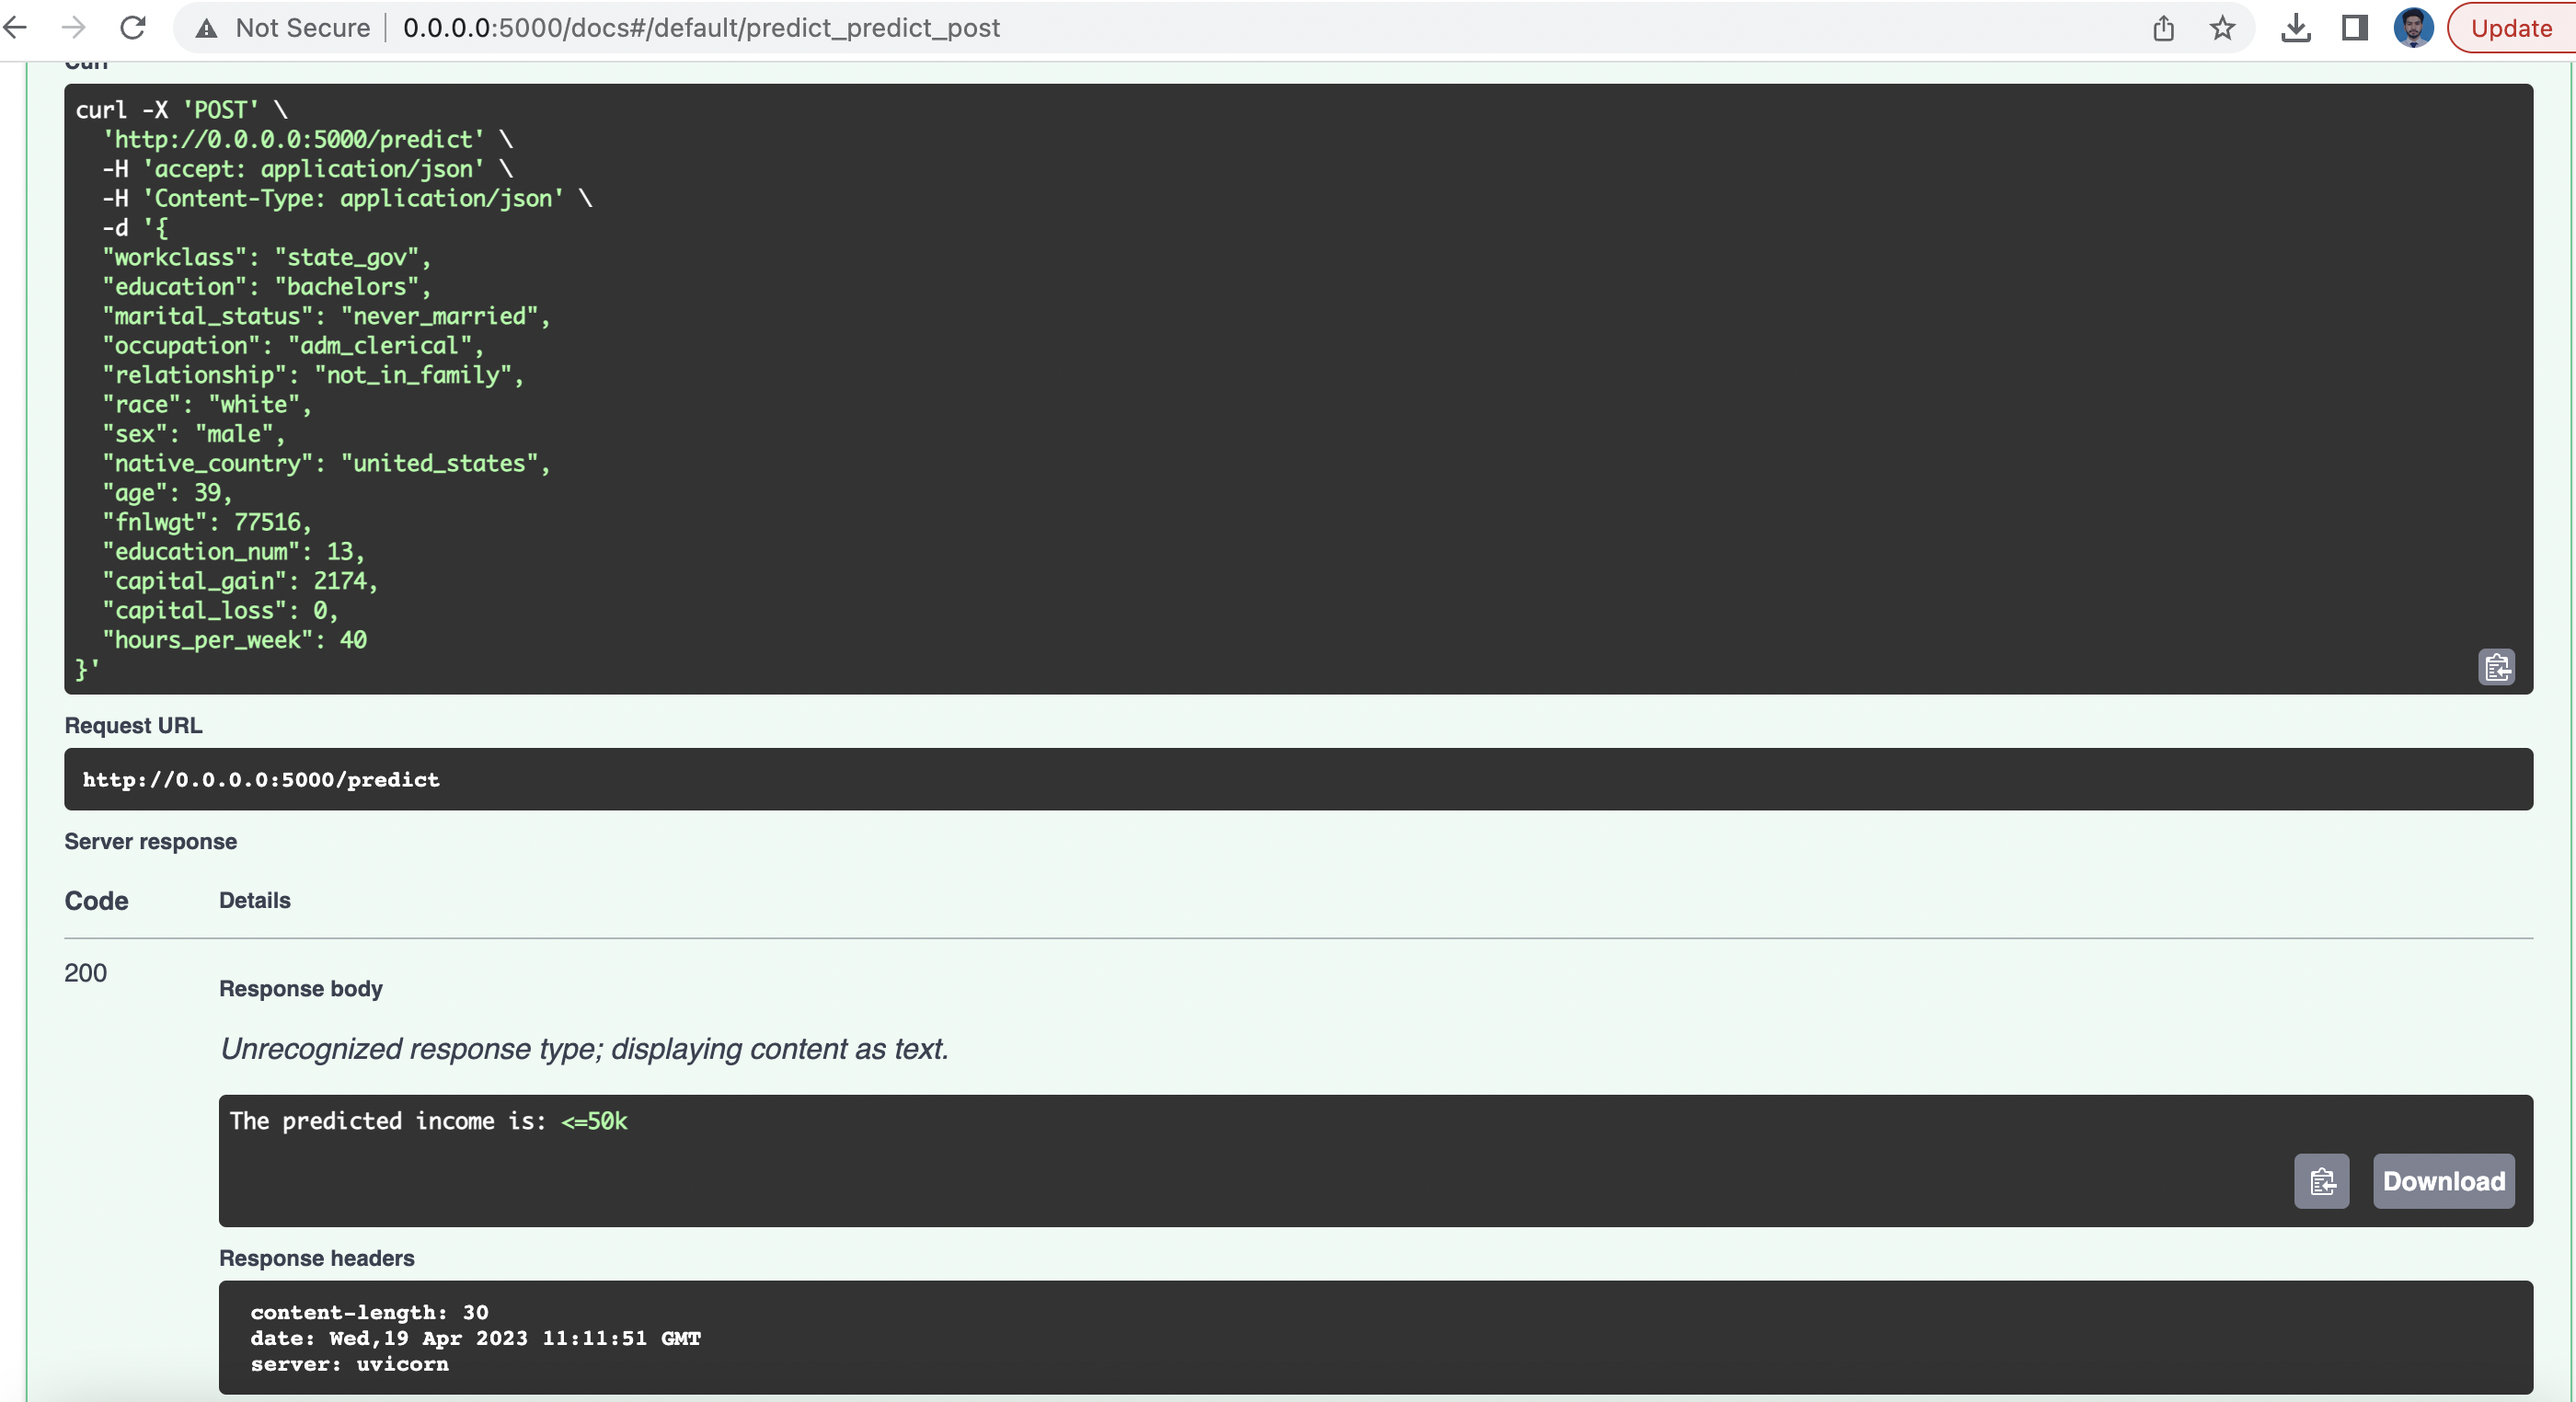 Not Secure 0.0.0.0:5000/docs#/default/predict_predict_post Update
Curl
curl -X 'POST' \
'http://0.0.0.0:5000/predict' \
-H 'accept: application/json' \
-H 'Content-Type: application/json' \
-d '{
"workclass": "state_gov",
"education": "bachelors",
"marital_status": "never_married",
"occupation": "adm_clerical",
"relationship": "not_in_family",
"race": "white",
"sex": "male",
"native_country": "united_states",
"age": 39,
"fnlwgt": 77516,
"education_num": 13,
"capital_gain": 2174,
"capital_loss": 0,
"hours_per_week": 40
}'
Request URL
http://0.0.0.0:5000/predict
Server response
Code Details
200
Response body
Unrecognized response type; displaying content as text.
The predicted income is: <=50k
Download
Response headers
content-length: 30
date: Wed,19 Apr 2023 11:11:51 GMT
server: uvicorn